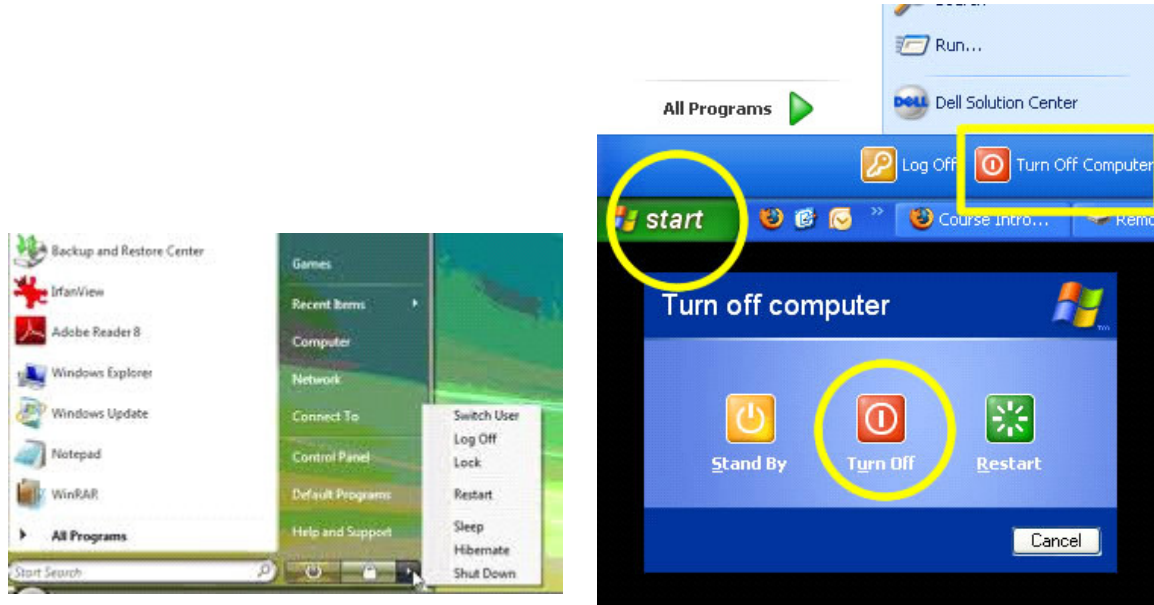 Backup and Restore Center
IrfanView
Adobe Reader 8
Windows Explorer
Windows Update
Notepad
WinRAR
All Programs
Start Search
Games
Recent Items
Computer
Network
Connect To
Control Panel
Default Programs
Help and Support
Switch User
Log Off
Lock
Restart
Sleep
Hibernate
Shut Down
Run...
All Programs
DELL Dell Solution Center
Log Off Turn Off Computer
start Course Intro...
Turn off computer
Stand By Turn Off Restart
Cancel